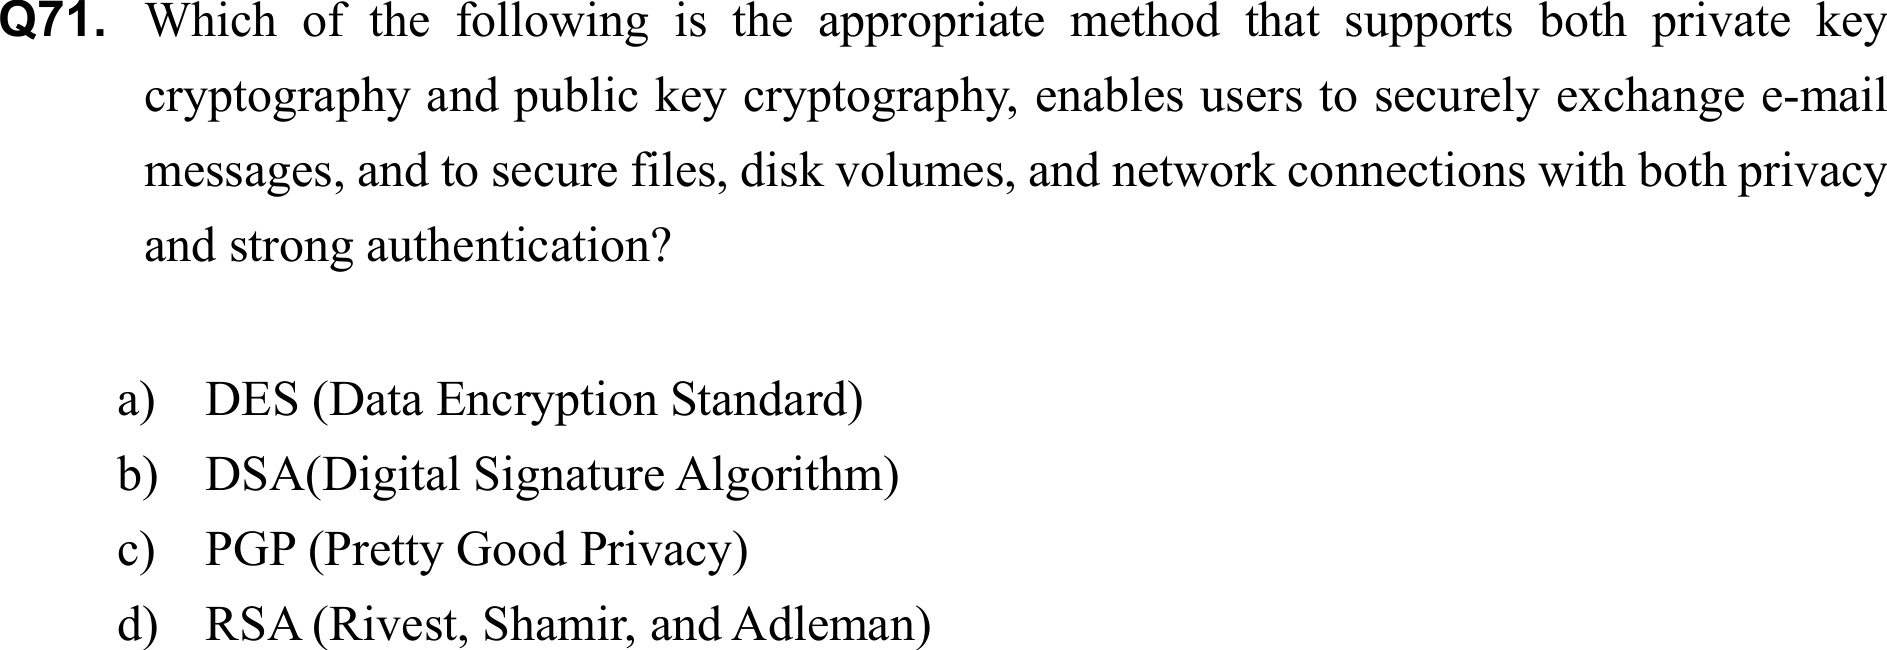 Q71. Which of the following is the appropriate method that supports both private key
cryptography and public key cryptography, enables users to securely exchange e-mail
messages, and to secure files, disk volumes, and network connections with both privacy
and strong authentication?
a) DES (Data Encryption Standard)
b) DSA(Digital Signature Algorithm)
c) PGP (Pretty Good Privacy)
d) RSA (Rivest, Shamir, and Adleman)